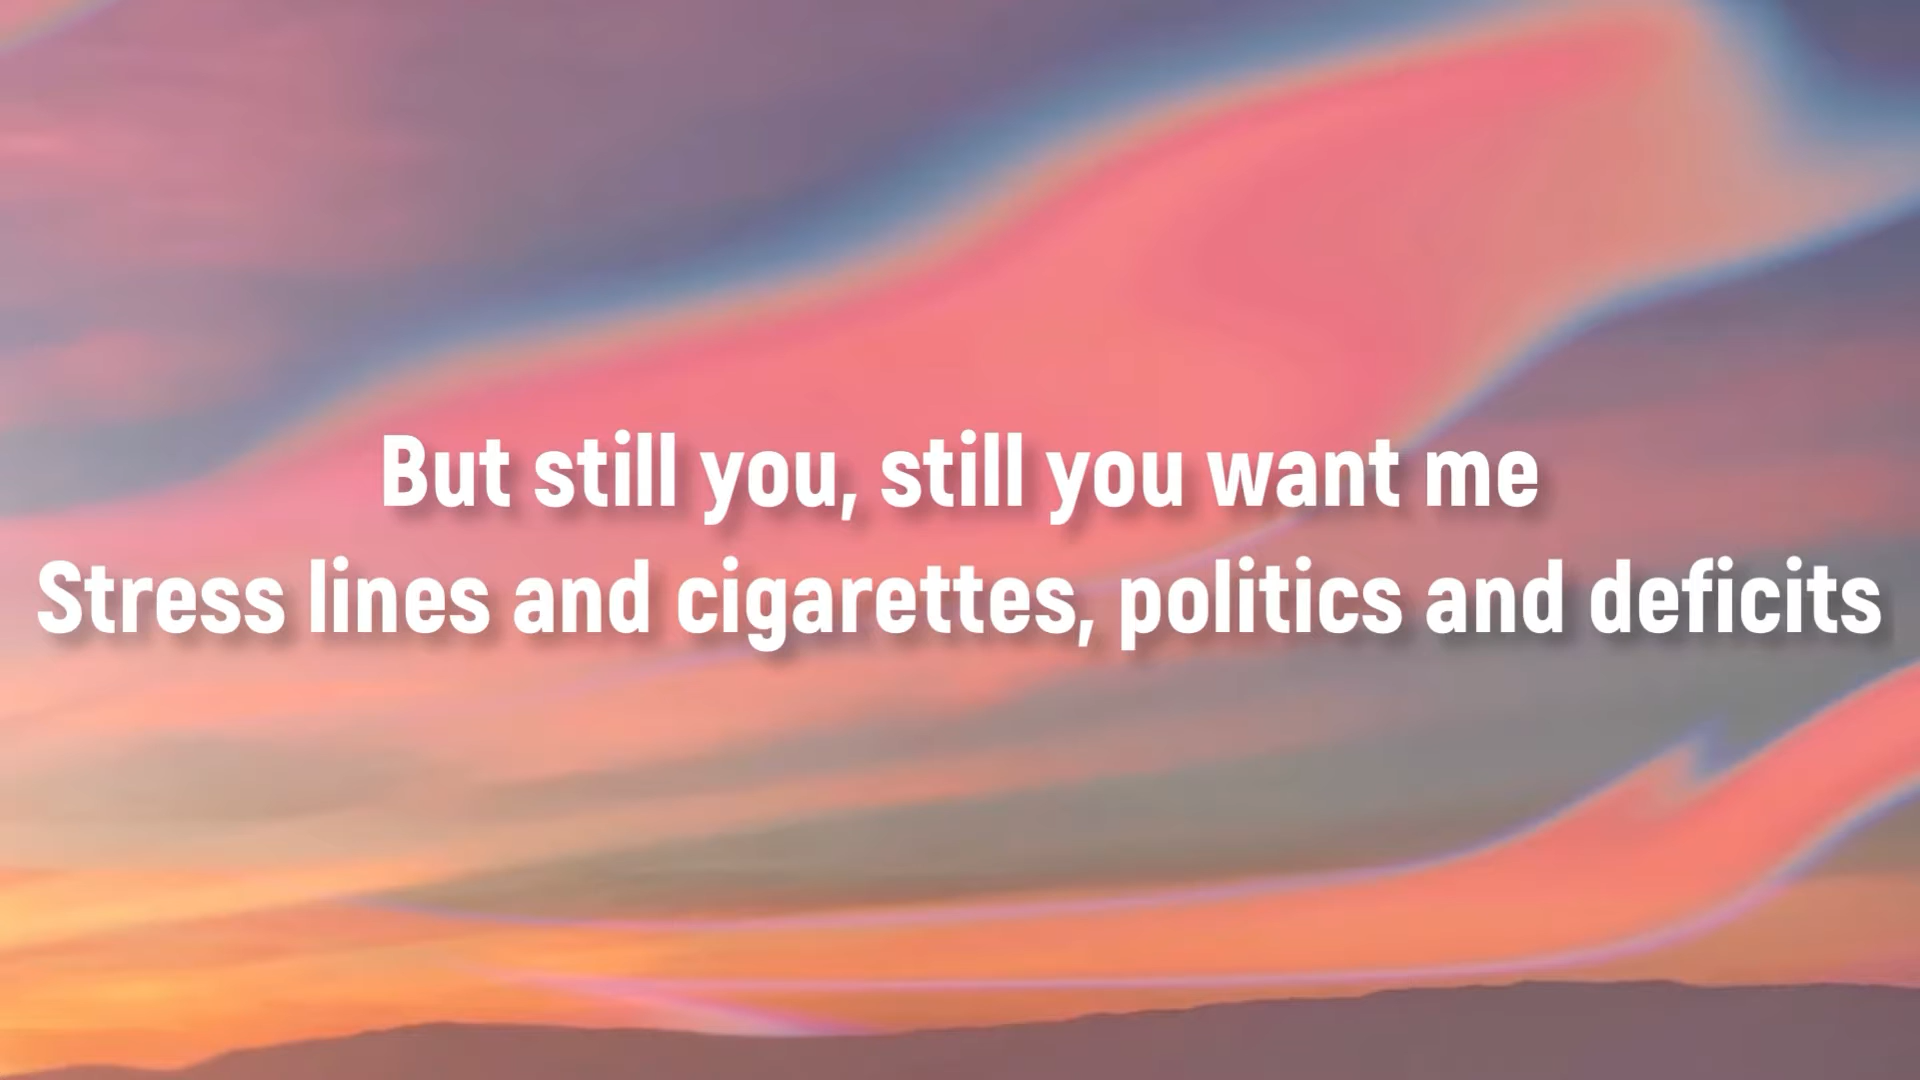 But still you, still you want me
Stress lines and cigarettes, politics and deficits